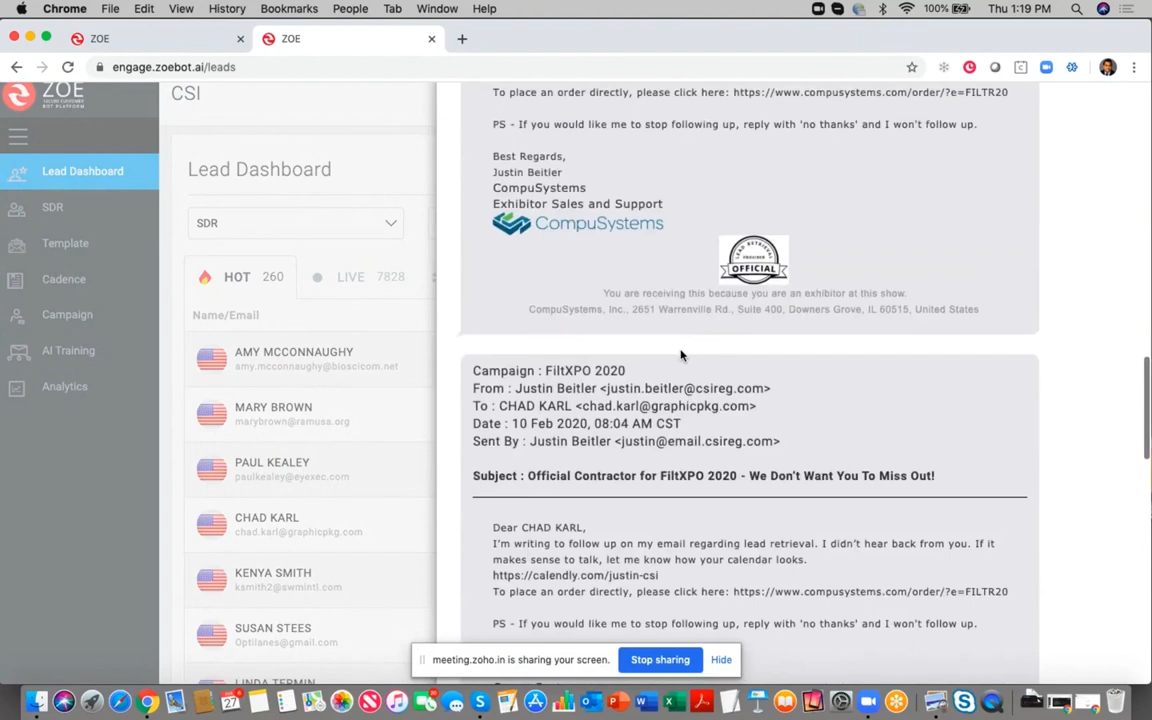 Chrome File Edit View History Bookmarks People Tab Window Help 100% Thu 1:19 PM
ZOE
ZOE
engage.zoebot.ai/leads
ZOE
SECURE CUSTOMER
BOT PLATFORM
Lead Dashboard
SDR
Template
Cadence
Campaign
AI Training
Analytics
CSI
Lead Dashboard
SDR
HOT 260
LIVE 7828
Name/Email
AMY MCCONNAUGHY
amy.mcconnaughy@bioscicom.net
MARY BROWN
marybrown@ramusa.org
PAUL KEALEY
paulkealey@eyexec.com
CHAD KARL
chad.karl@graphicpkg.com
KENYA SMITH
ksmith2@swmintl.com
SUSAN STEES
Optilanes@gmail.com
LINDA TERMIN
To place an order directly, please click here: https://www.compusystems.com/order/?e=FILTR20
PS - If you would like me to stop following up, reply with 'no thanks' and I won't follow up.
Best Regards,
Justin Beitler
CompuSystems
Exhibitor Sales and Support
CompuSystems
LEAD RETRIEVAL
PROVIDER
OFFICIAL
You are receiving this because you are an exhibitor at this show.
CompuSystems, Inc., 2651 Warrenville Rd., Suite 400, Downers Grove, IL 60515, United States
Campaign : FiltXPO 2020
From : Justin Beitler <justin.beitler@csireg.com>
To : CHAD KARL <chad.karl@graphicpkg.com>
Date : 10 Feb 2020, 08:04 AM CST
Sent By : Justin Beitler <justin@email.csireg.com>
Subject : Official Contractor for FiltXPO 2020 - We Don't Want You To Miss Out!
Dear CHAD KARL,
I'm writing to follow up on my email regarding lead retrieval. I didn't hear back from you. If it
makes sense to talk, let me know how your calendar looks.
https://calendly.com/justin-csi
To place an order directly, please click here: https://www.compusystems.com/order/?e=FILTR20
PS - If you would like me to stop following up, reply with 'no thanks' and I won't follow up.
meeting.zoho.in is sharing your screen.
Stop sharing
Hide